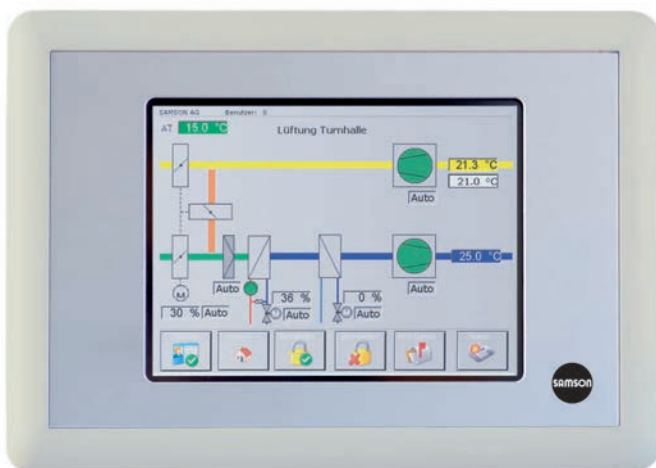 SAMSON AG Benutzer: 0
AT 15.0 °C Lüftung Turnhalle
21.3 °C
21.0 °C
Auto
25.0 °C
Auto
Auto
M
36 % 0 %
30 % Auto Auto Auto
SAMSON